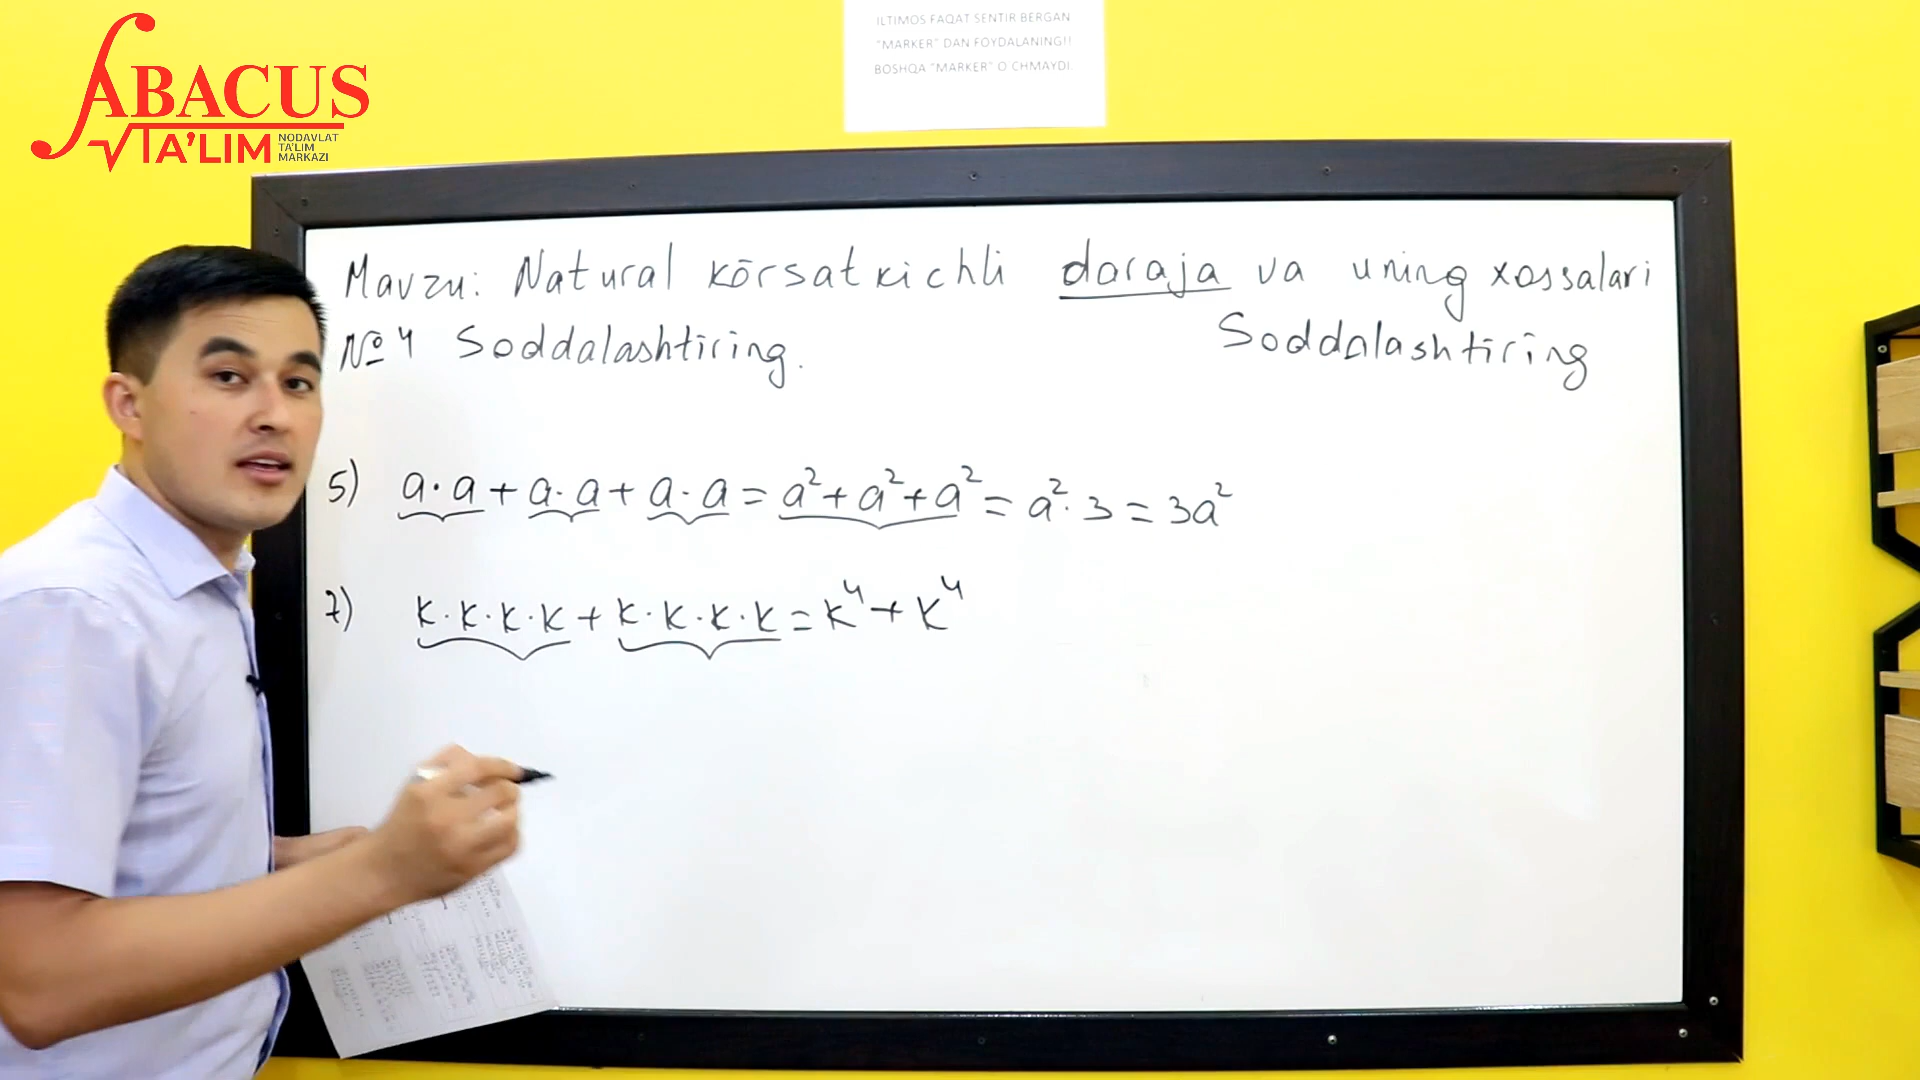 ILTIMOS FAQAT SENTIR BERGAN
"MARKER" DAN FOYDALANING!!
BOSHQA "MARKER" O CHMAYDI.
ABACUS
TA'LIM
NODAVLAT
TA'LIM
MARKAZI
Mavzu: Natural kōrsatkichli daraja va uning xossalari
№4 Soddalashtiring. Soddalashtiring
5) a·a+a·a+a·a=a²+a²+a²=a²·3=3a²
7) k·k·k·k+k·k·k·k=k⁴+k⁴